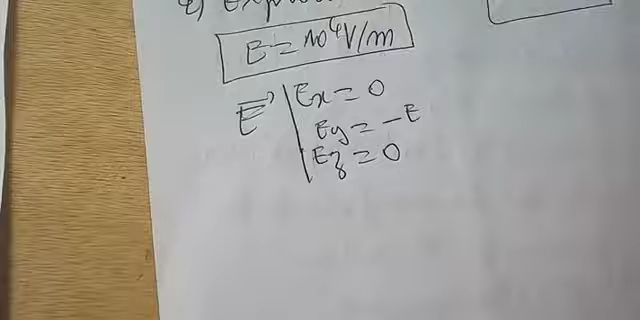 E = 10⁴ V/m
E⃗ | Ex = 0
Ey = -E
Ez = 0